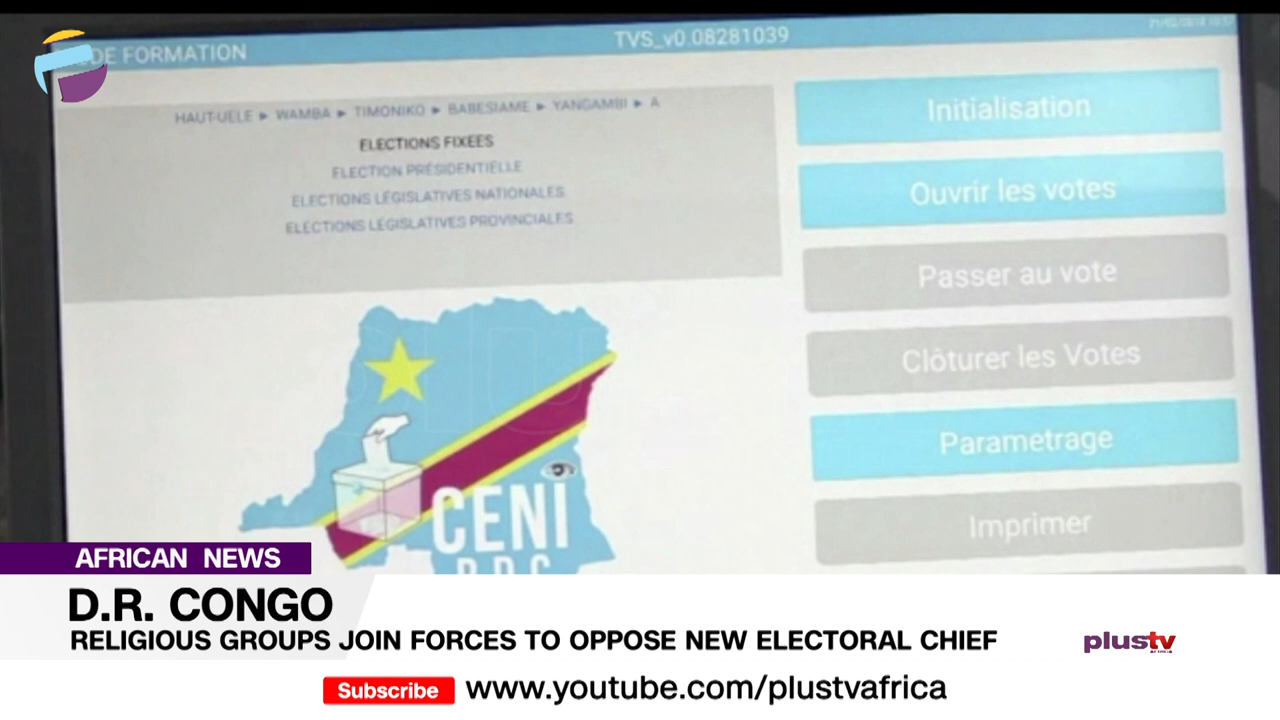 DE FORMATION
TVS_v0.08281039
HAUT-UELE ▸ WAMBA ▸ TIMONIKO ▸ BABESIAME ▸ YANGAMBI ▸ A
ELECTIONS FIXEES
ELECTION PRÉSIDENTIELLE
ELECTIONS LÉGISLATIVES NATIONALES
ELECTIONS LÉGISLATIVES PROVINCIALES
Initialisation
Ouvrir les votes
Passer au vote
Clôturer les Votes
Parametrage
Imprimer
CENI
AFRICAN NEWS
D.R. CONGO
RELIGIOUS GROUPS JOIN FORCES TO OPPOSE NEW ELECTORAL CHIEF
plustv
Subscribe www.youtube.com/plustvafrica